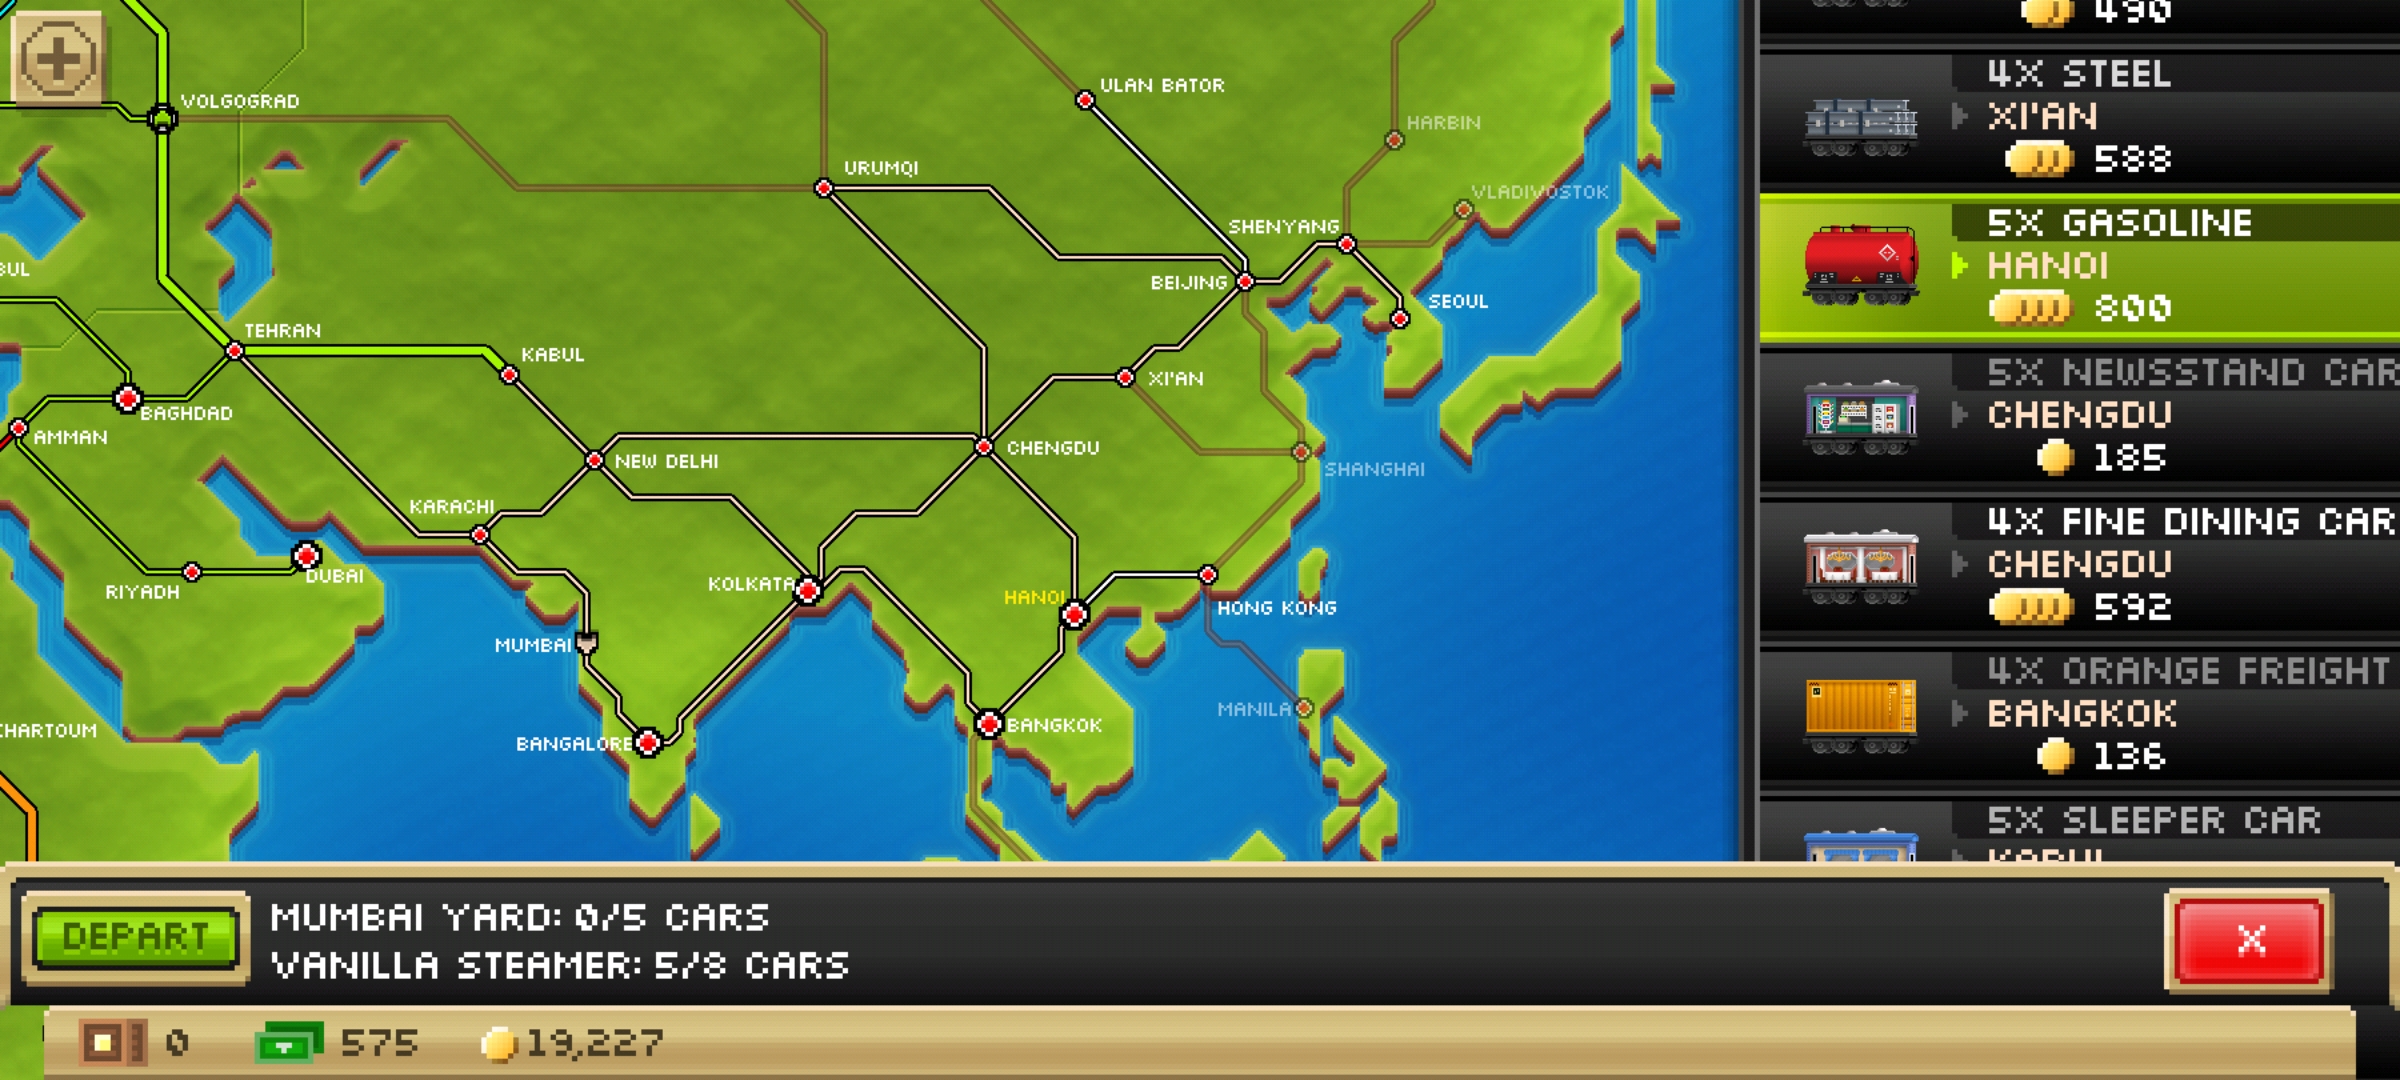 VOLGOGRAD
ULAN BATOR
HARBIN
URUMQI
VLADIVOSTOK
SHENYANG
BUL
BEIJING
SEOUL
TEHRAN
KABUL
XI'AN
BAGHDAD
AMMAN
CHENGDU
NEW DELHI
SHANGHAI
KARACHI
DUBAI
RIYADH
KOLKATA
HANOI
HONG KONG
MUMBAI
MANILA
BANGKOK
CHARTOUM
BANGALORE
490
4X STEEL
XI'AN
588
5X GASOLINE
HANOI
800
5X NEWSSTAND CAR
CHENGDU
185
4X FINE DINING CAR
CHENGDU
592
4X ORANGE FREIGHT
BANGKOK
136
5X SLEEPER CAR
KABUL
DEPART
MUMBAI YARD: 0/5 CARS
VANILLA STEAMER: 5/8 CARS
X
0
575
19,227